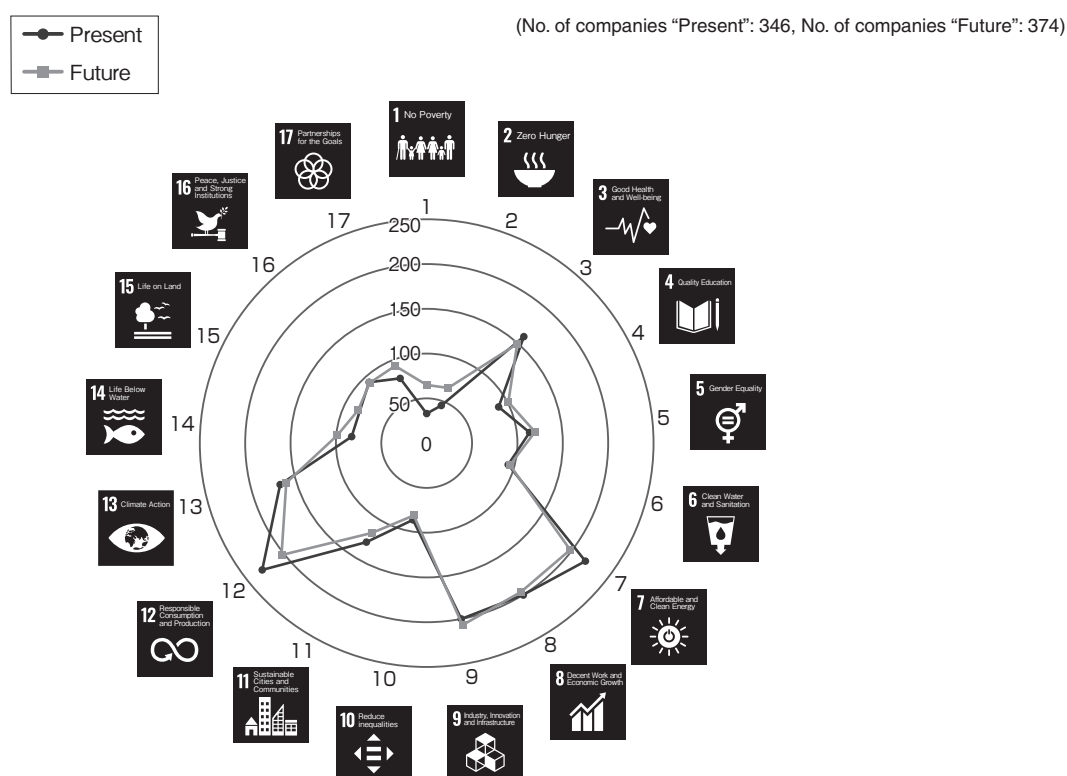 Present
Future
(No. of companies “Present”: 346, No. of companies “Future”: 374)
1 No Poverty
2 Zero Hunger
3 Good Health
and Well-being
4 Quality Education
5 Gender Equality
6 Clean Water
and Sanitation
7 Affordable and
Clean Energy
8 Decent Work and
Economic Growth
9 Industry, Innovation
and Infrastructure
10 Reduce
inequalities
11 Sustainable
Cities and
Communities
12 Responsible
Consumption
and Production
13 Climate Action
14 Life Below
Water
15 Life on Land
16 Peace, Justice
and Strong
Institutions
17 Partnerships
for the Goals
1
2
3
4
5
6
7
8
9
10
11
12
13
14
15
16
17
250
200
150
100
50
0